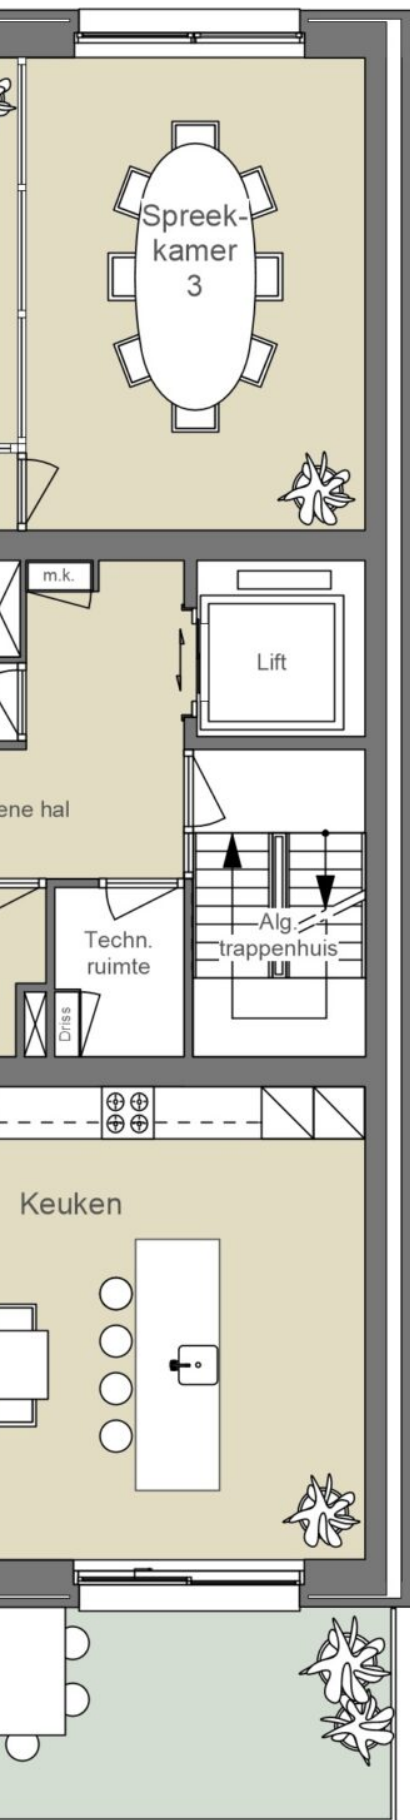 Spreek-
kamer
3
m.k.
Lift
ene hal
Techn.
ruimte
Alg.
trappenhuis
Driss
Keuken